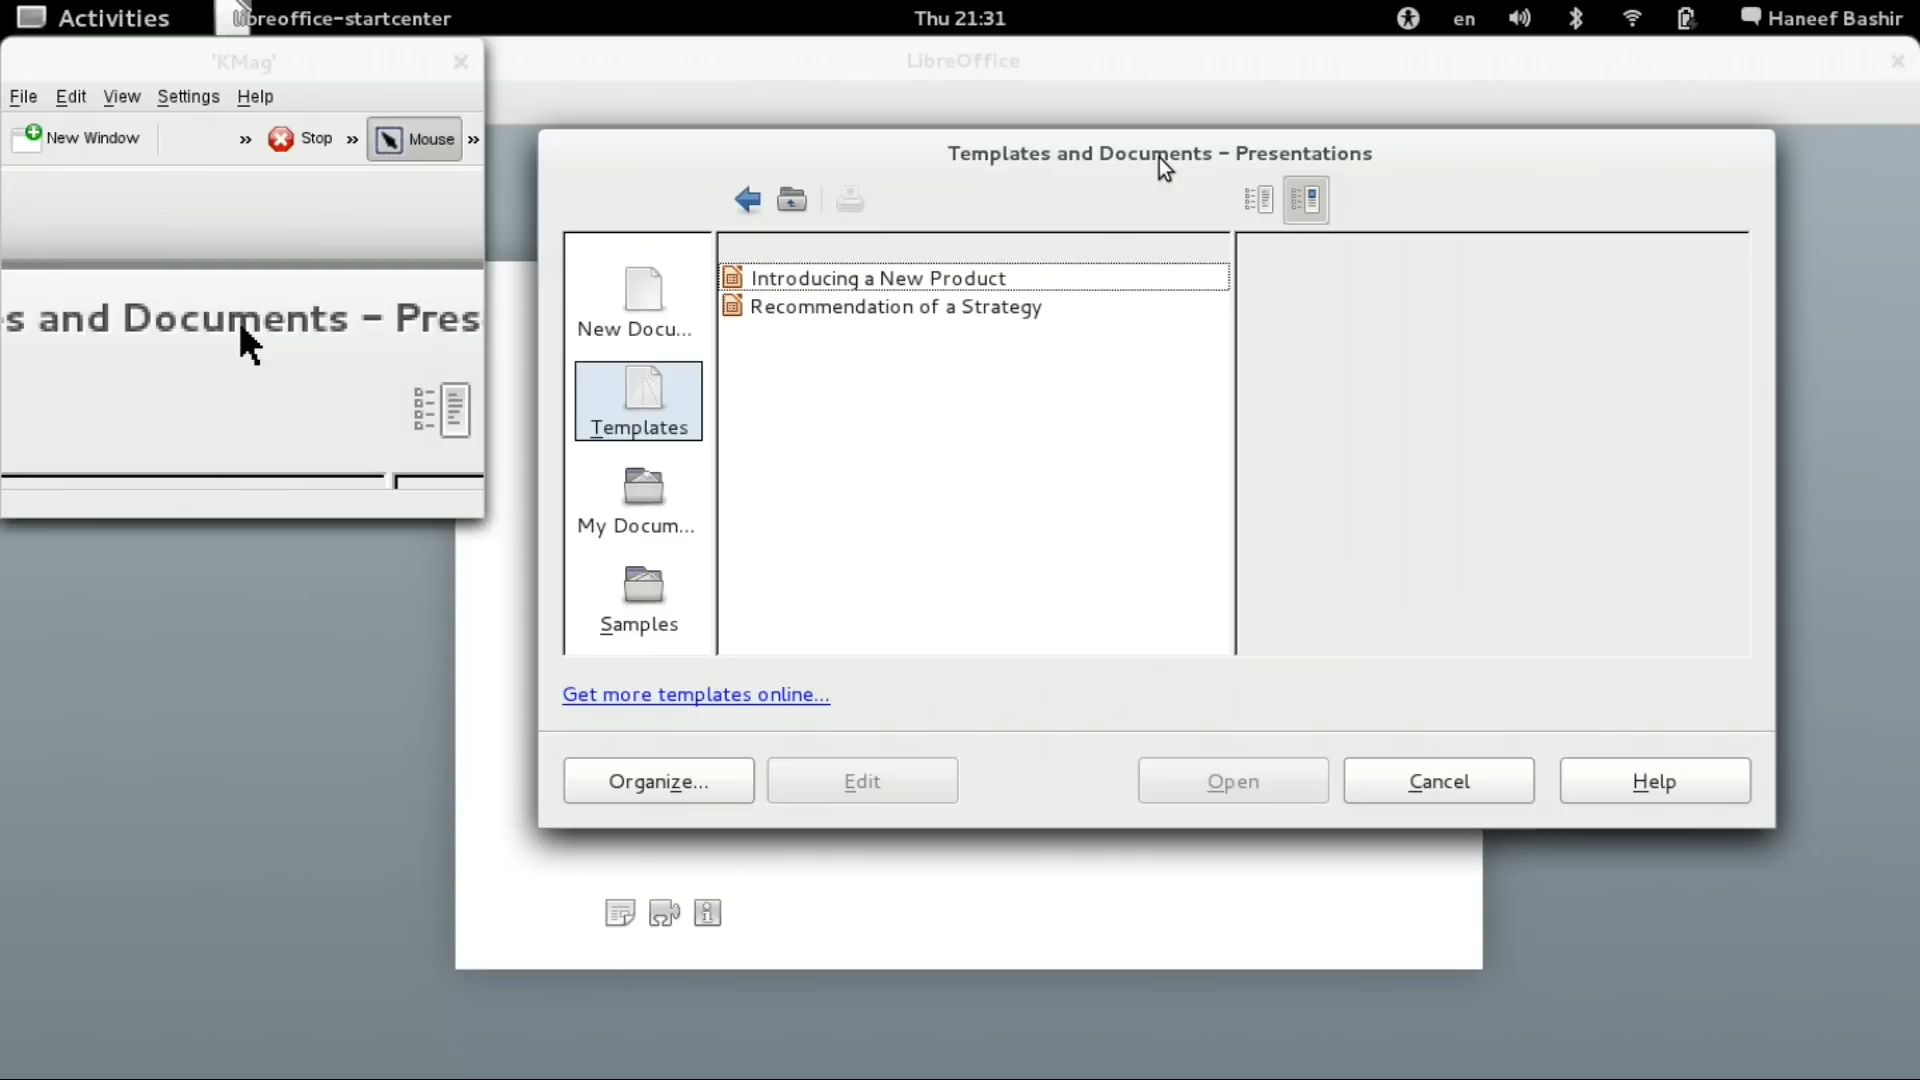 Activities
libreoffice-startcenter
Thu 21:31
en
Haneef Bashir
'KMag'
LibreOffice
File Edit View Settings Help
New Window » Stop » Mouse »
s and Documents – Pres
Templates and Documents – Presentations
New Docu...
Templates
My Docum...
Samples
Introducing a New Product
Recommendation of a Strategy
Get more templates online...
Organize... Edit Open Cancel Help